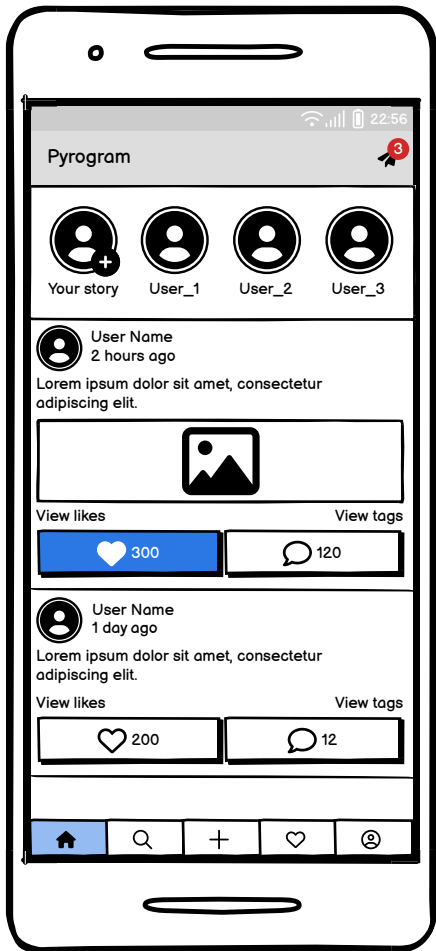 22:56
Pyrogram
3
Your story
User_1
User_2
User_3
User Name
2 hours ago
Lorem ipsum dolor sit amet, consectetur
adipiscing elit.
View likes
View tags
300
120
User Name
1 day ago
Lorem ipsum dolor sit amet, consectetur
adipiscing elit.
View likes
View tags
200
12